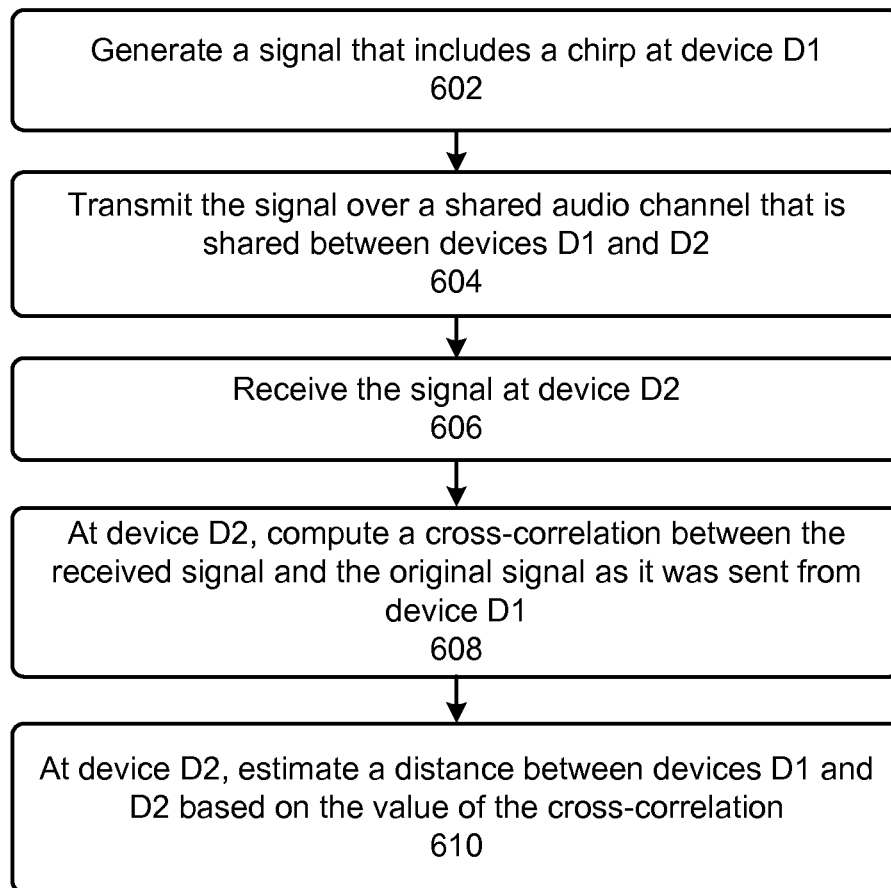 Generate a signal that includes a chirp at device D1
602
Transmit the signal over a shared audio channel that is
shared between devices D1 and D2
604
Receive the signal at device D2
606
At device D2, compute a cross-correlation between the
received signal and the original signal as it was sent from
device D1
608
At device D2, estimate a distance between devices D1 and
D2 based on the value of the cross-correlation
610